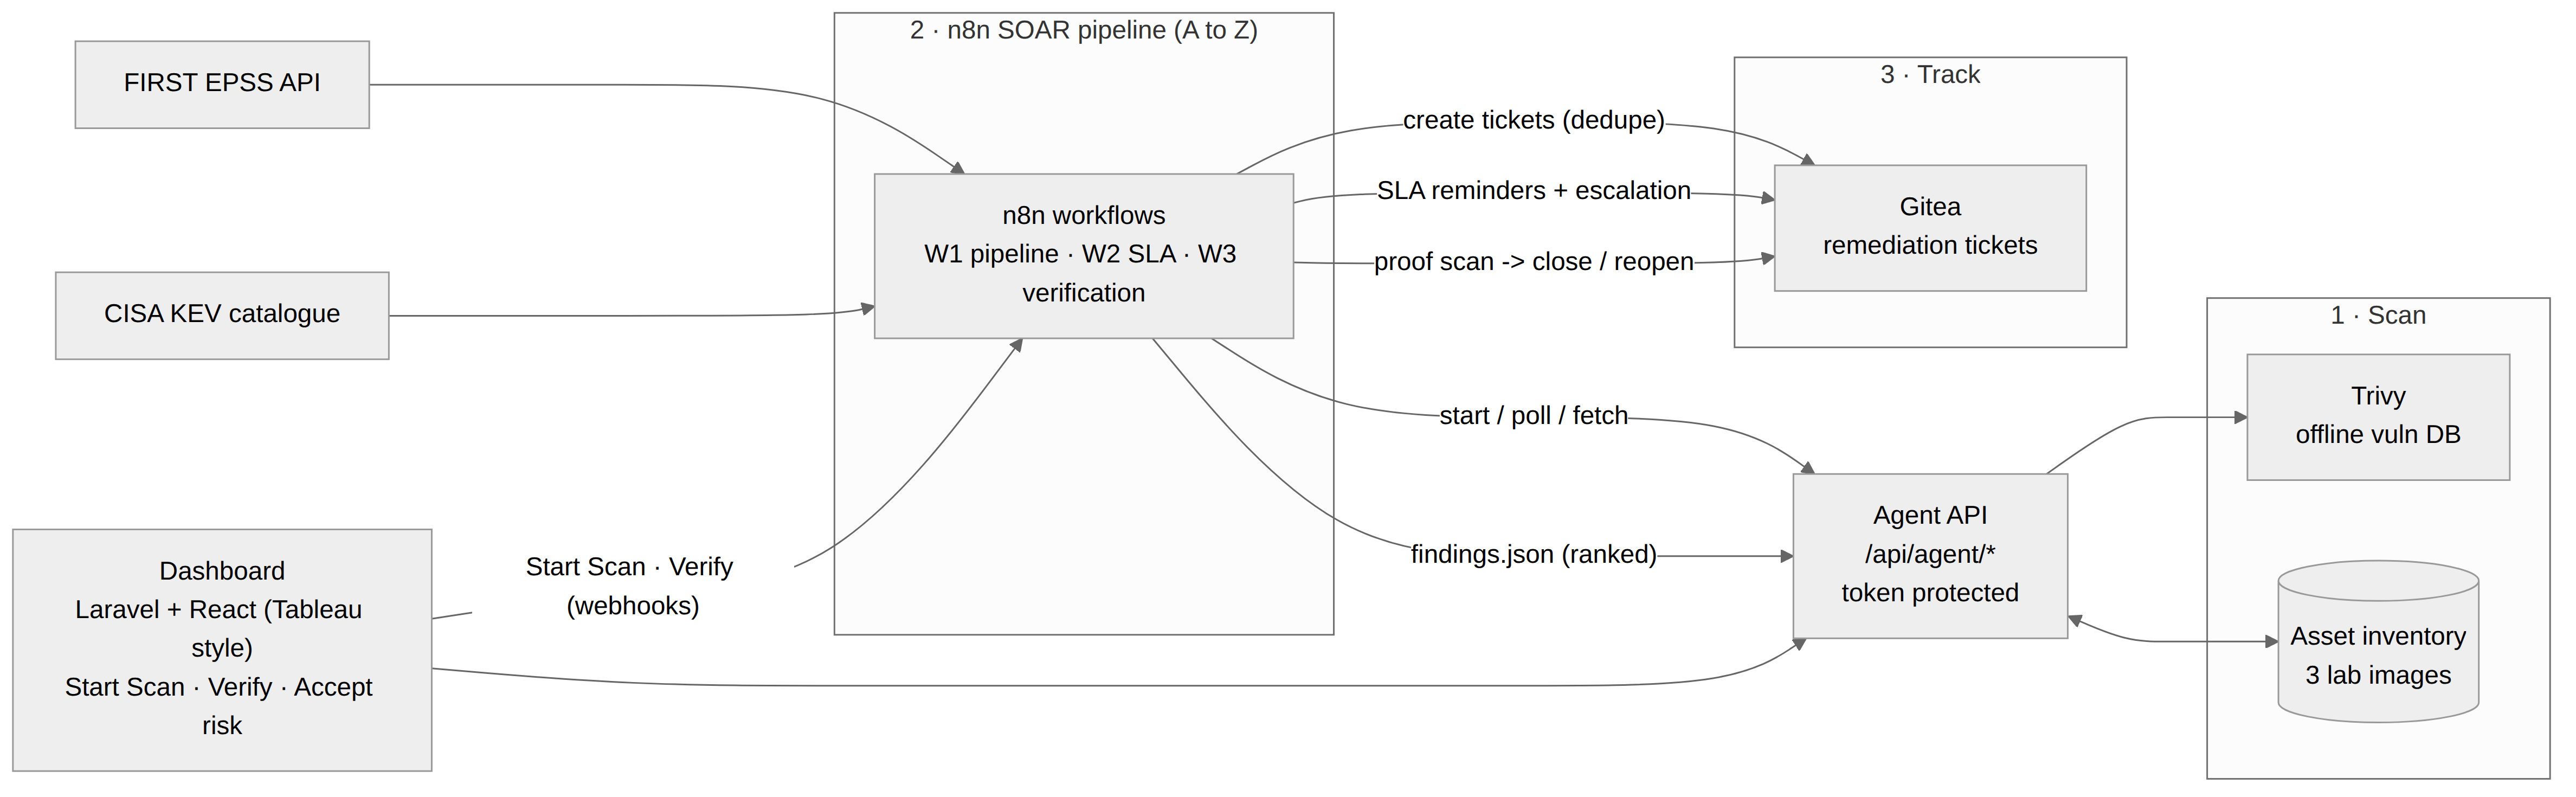 2 · n8n SOAR pipeline (A to Z)
FIRST EPSS API
3 · Track
create tickets (dedupe)
SLA reminders + escalation
proof scan -> close / reopen
n8n workflows
W1 pipeline · W2 SLA · W3
verification
Gitea
remediation tickets
CISA KEV catalogue
1 · Scan
Trivy
offline vuln DB
start / poll / fetch
findings.json (ranked)
Agent API
/api/agent/*
token protected
Start Scan · Verify
(webhooks)
Dashboard
Laravel + React (Tableau
style)
Start Scan · Verify · Accept
risk
Asset inventory
3 lab images